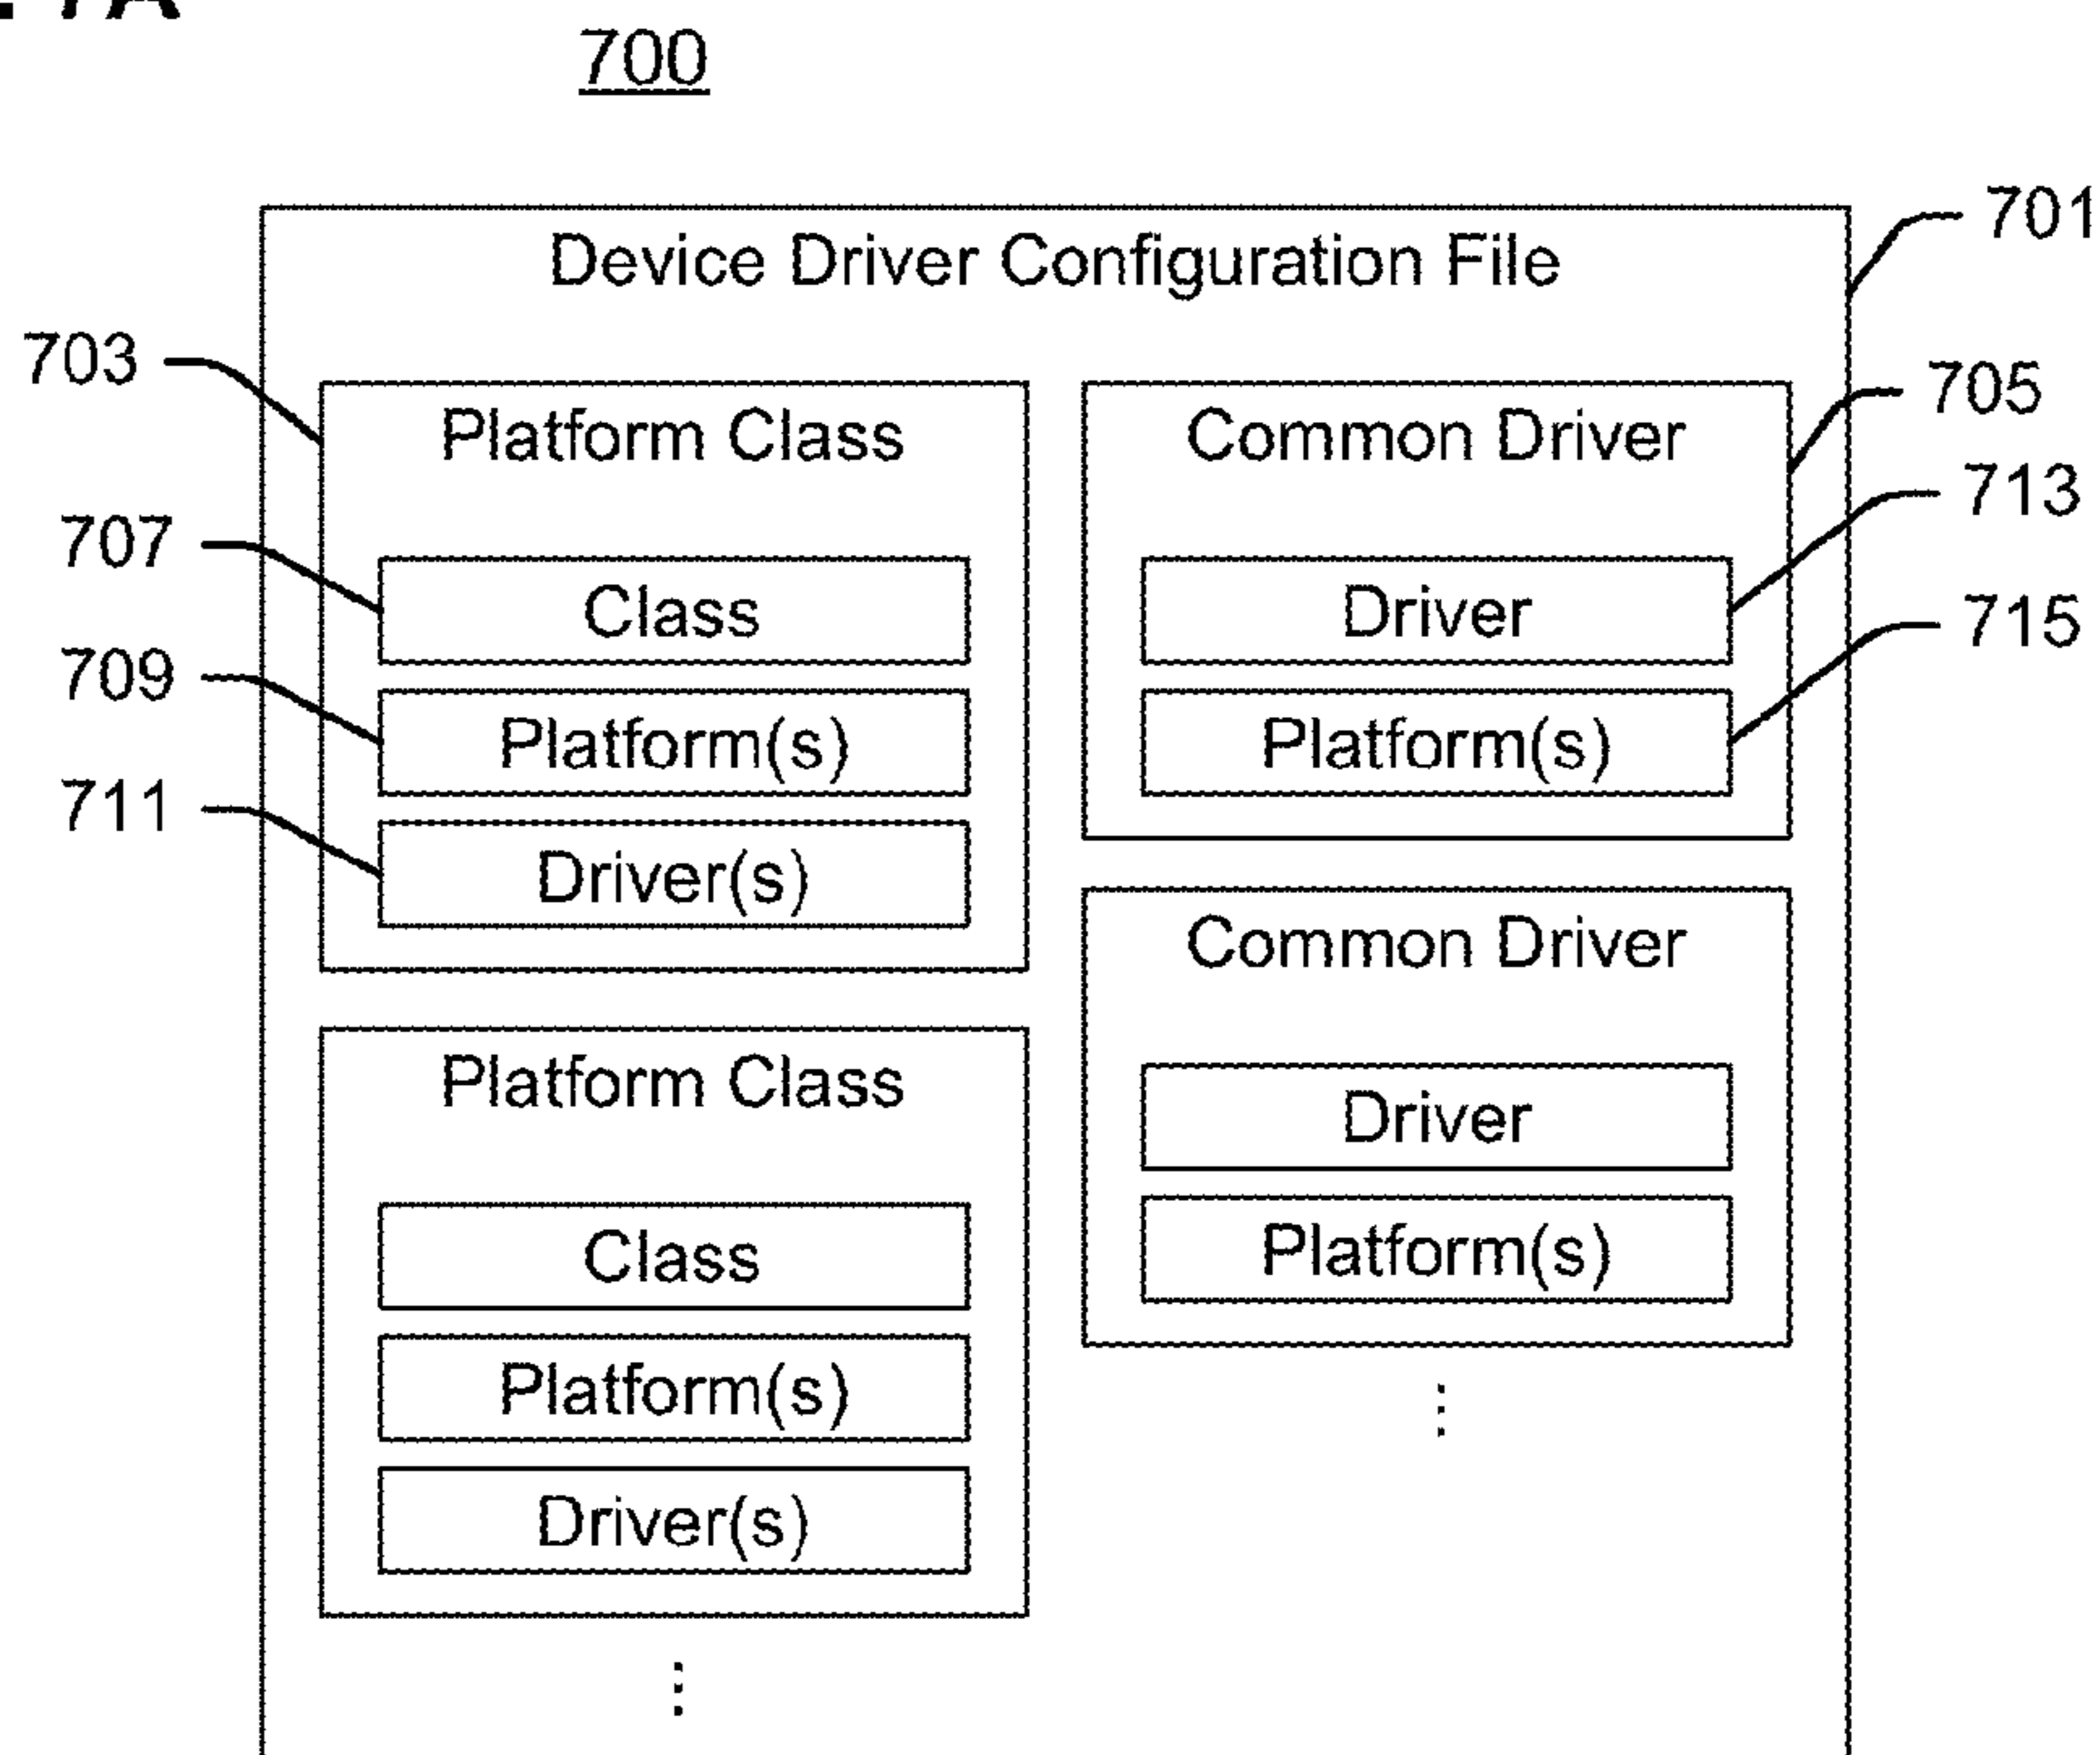 . 7A
700
Device Driver Configuration File
701
703
Platform Class
707
Class
709
Platform(s)
711
Driver(s)
Common Driver
705
713
Driver
715
Platform(s)
Platform Class
Class
Platform(s)
Driver(s)
⋮
Common Driver
Driver
Platform(s)
⋮